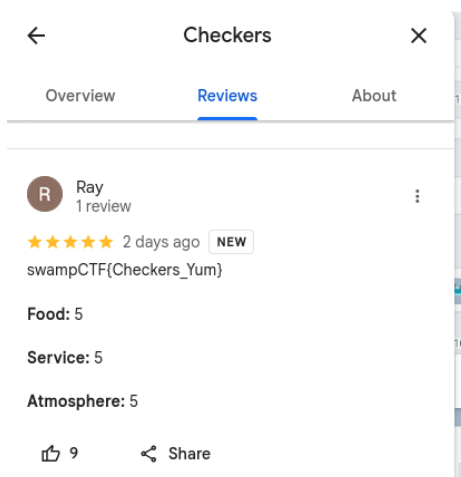 Checkers
Overview Reviews About
R
Ray
1 review
2 days ago NEW
swampCTF{Checkers_Yum}
Food: 5
Service: 5
Atmosphere: 5
9 Share